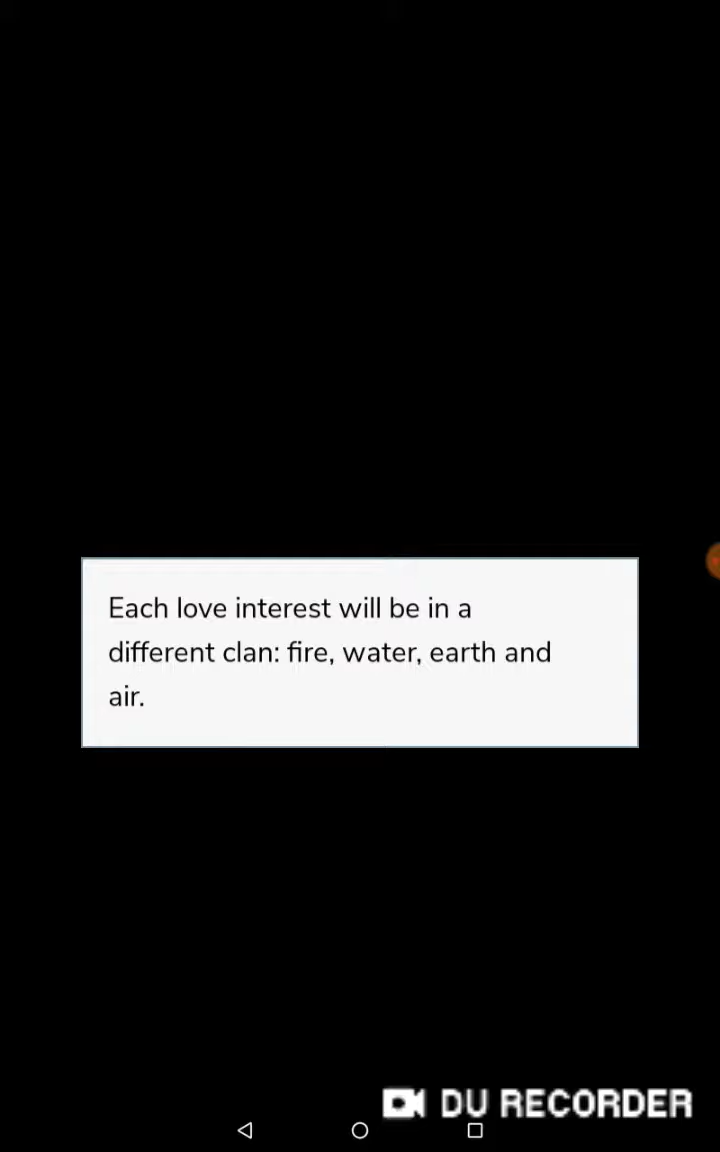 Each love interest will be in a
different clan: fire, water, earth and
air.
DU RECORDER